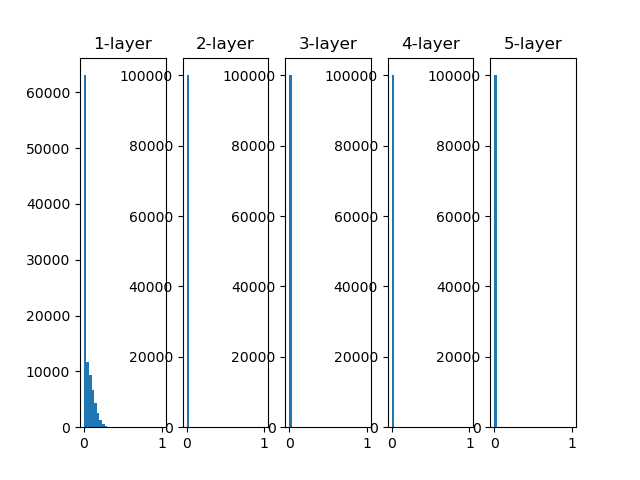 1-layer 2-layer 3-layer 4-layer 5-layer
100000 100000 100000 100000
60000
50000
80000 80000 80000 80000
40000
60000 60000 60000 60000
30000
40000 40000 40000 40000
20000
20000 20000 20000 20000
10000
0 0 0 0 0
0 1 0 1 0 1 0 1 0 1